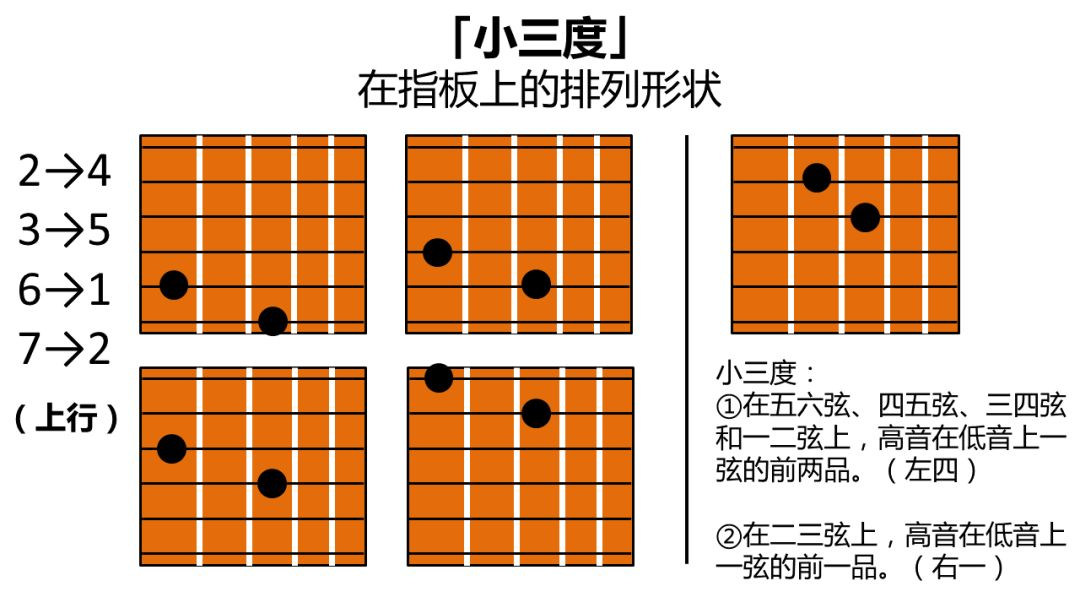 「小三度」
在指板上的排列形状
2→4
3→5
6→1
7→2
（上行）
小三度：
①在五六弦、四五弦、三四弦
和一二弦上，高音在低音上一
弦的前两品。（左四）
②在二三弦上，高音在低音上
一弦的前一品。（右一）